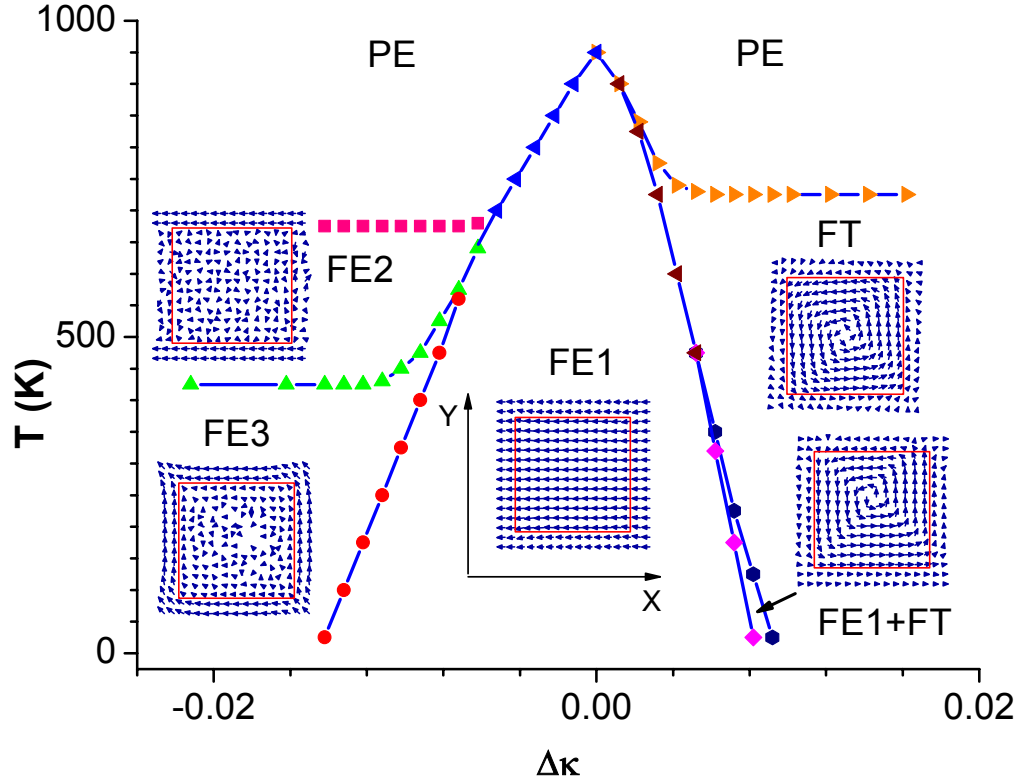 1000
PE
PE
FT
FE2
500
FE1
FE3
Y
T (K)
X
FE1+FT
0
-0.02
0.00
0.02
Δκ